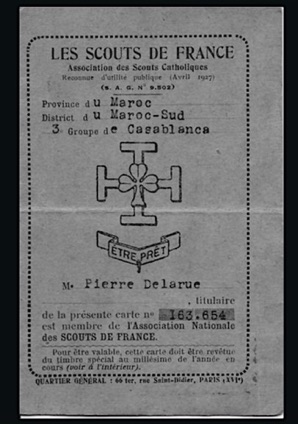 LES SCOUTS DE FRANCE
Association des Scouts Catholiques
Reconnue d'utilité publique (Avril 1927)
(S. A. G. N° 9.802)
Province du Maroc
District du Maroc-Sud
3 Groupe de Casablanca
ÊTRE PRÊT
M. Pierre Delarue
, titulaire
de la présente carte n° 163.654
est membre de l'Association Nationale
des SCOUTS DE FRANCE.
Pour être valable, cette carte doit être revêtue
du timbre spécial au millésime de l'année en
cours (voir à l'intérieur).
QUARTIER GÉNÉRAL : 66 ter, rue Saint-Didier, PARIS (XVIe)